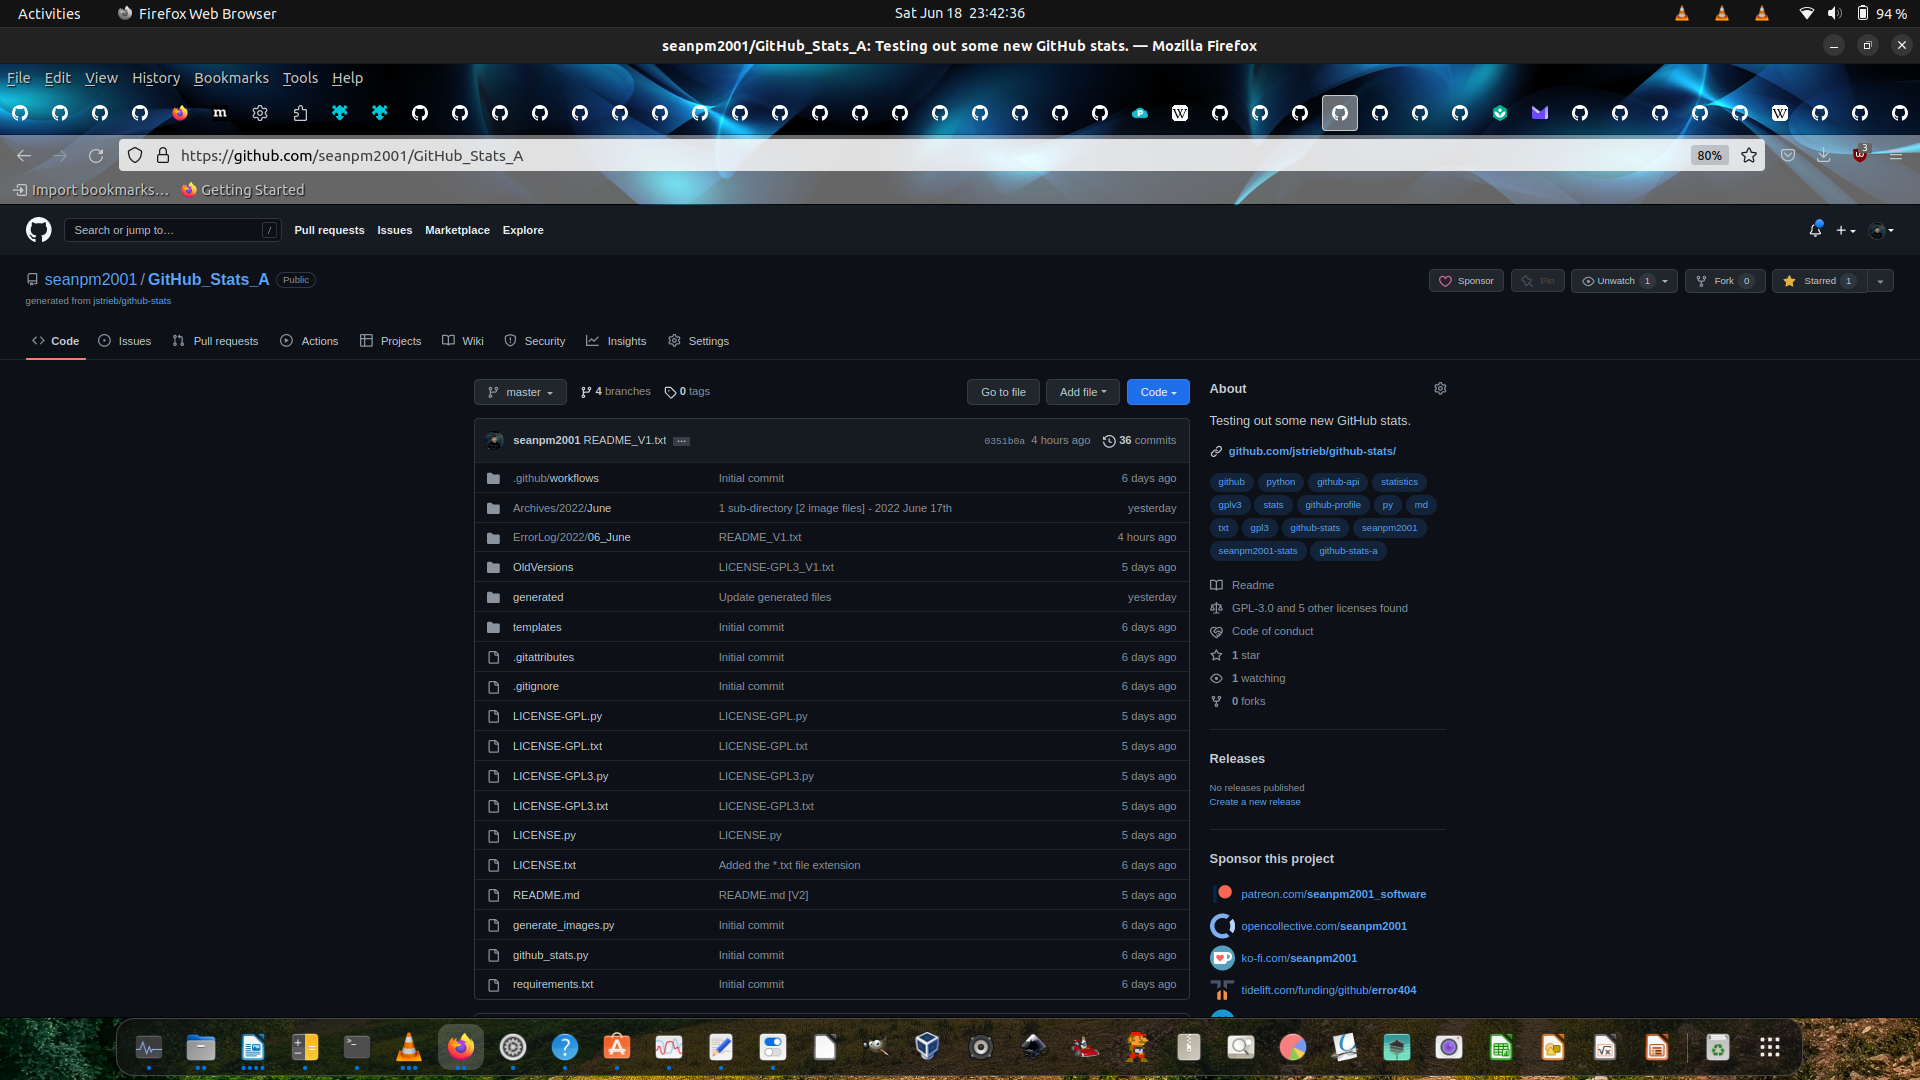 Activities
Firefox Web Browser
Sat Jun 18  23:42:36
94 %
seanpm2001/GitHub_Stats_A: Testing out some new GitHub stats. — Mozilla Firefox
File Edit View History Bookmarks Tools Help
https://github.com/seanpm2001/GitHub_Stats_A
80%
3
Import bookmarks…
Getting Started
Search or jump to…
/
Pull requests
Issues
Marketplace
Explore
seanpm2001 / GitHub_Stats_A
Public
generated from jstrieb/github-stats
Sponsor
Pin
Unwatch 1
Fork 0
Starred 1
Code
Issues
Pull requests
Actions
Projects
Wiki
Security
Insights
Settings
master
4 branches
0 tags
Go to file
Add file
Code
seanpm2001 README_V1.txt ...
0351b0a 4 hours ago
36 commits
.github/workflows Initial commit 6 days ago
Archives/2022/June 1 sub-directory [2 image files] - 2022 June 17th yesterday
ErrorLog/2022/06_June README_V1.txt 4 hours ago
OldVersions LICENSE-GPL3_V1.txt 5 days ago
generated Update generated files yesterday
templates Initial commit 6 days ago
.gitattributes Initial commit 6 days ago
.gitignore Initial commit 6 days ago
LICENSE-GPL.py LICENSE-GPL.py 5 days ago
LICENSE-GPL.txt LICENSE-GPL.txt 5 days ago
LICENSE-GPL3.py LICENSE-GPL3.py 5 days ago
LICENSE-GPL3.txt LICENSE-GPL3.txt 5 days ago
LICENSE.py LICENSE.py 5 days ago
LICENSE.txt Added the *.txt file extension 6 days ago
README.md README.md [V2] 5 days ago
generate_images.py Initial commit 6 days ago
github_stats.py Initial commit 6 days ago
requirements.txt Initial commit 6 days ago
About
Testing out some new GitHub stats.
github.com/jstrieb/github-stats/
github python github-api statistics
gplv3 stats github-profile py md
txt gpl3 github-stats seanpm2001
seanpm2001-stats github-stats-a
Readme
GPL-3.0 and 5 other licenses found
Code of conduct
1 star
1 watching
0 forks
Releases
No releases published
Create a new release
Sponsor this project
patreon.com/seanpm2001_software
opencollective.com/seanpm2001
ko-fi.com/seanpm2001
tidelift.com/funding/github/error404